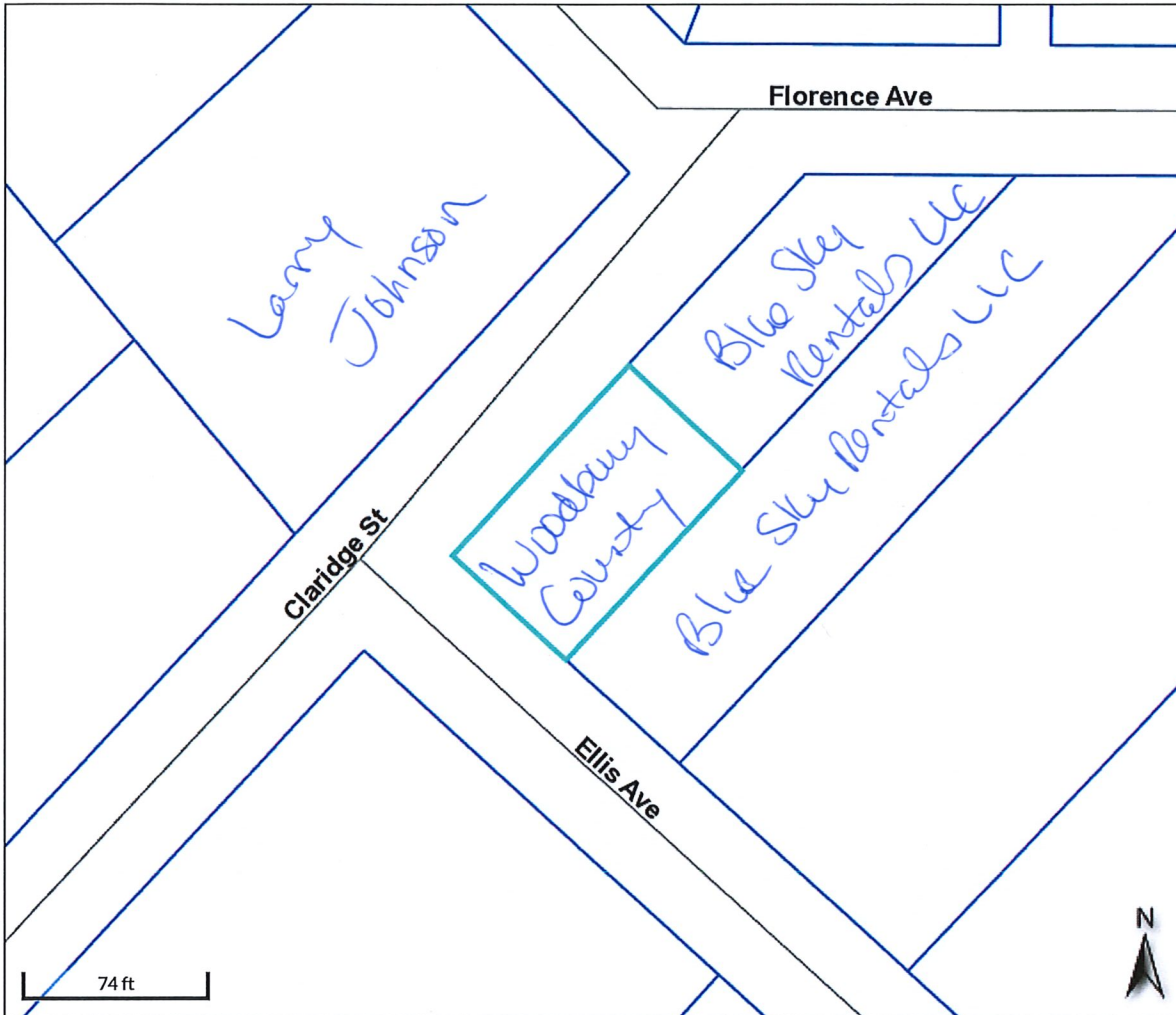 Florence Ave
Larry
Johnson
Blue Sky
Rentals LLC
Blue Sky Rentals LLC
Woodbury
County
Claridge St
Ellis Ave
N
74 ft